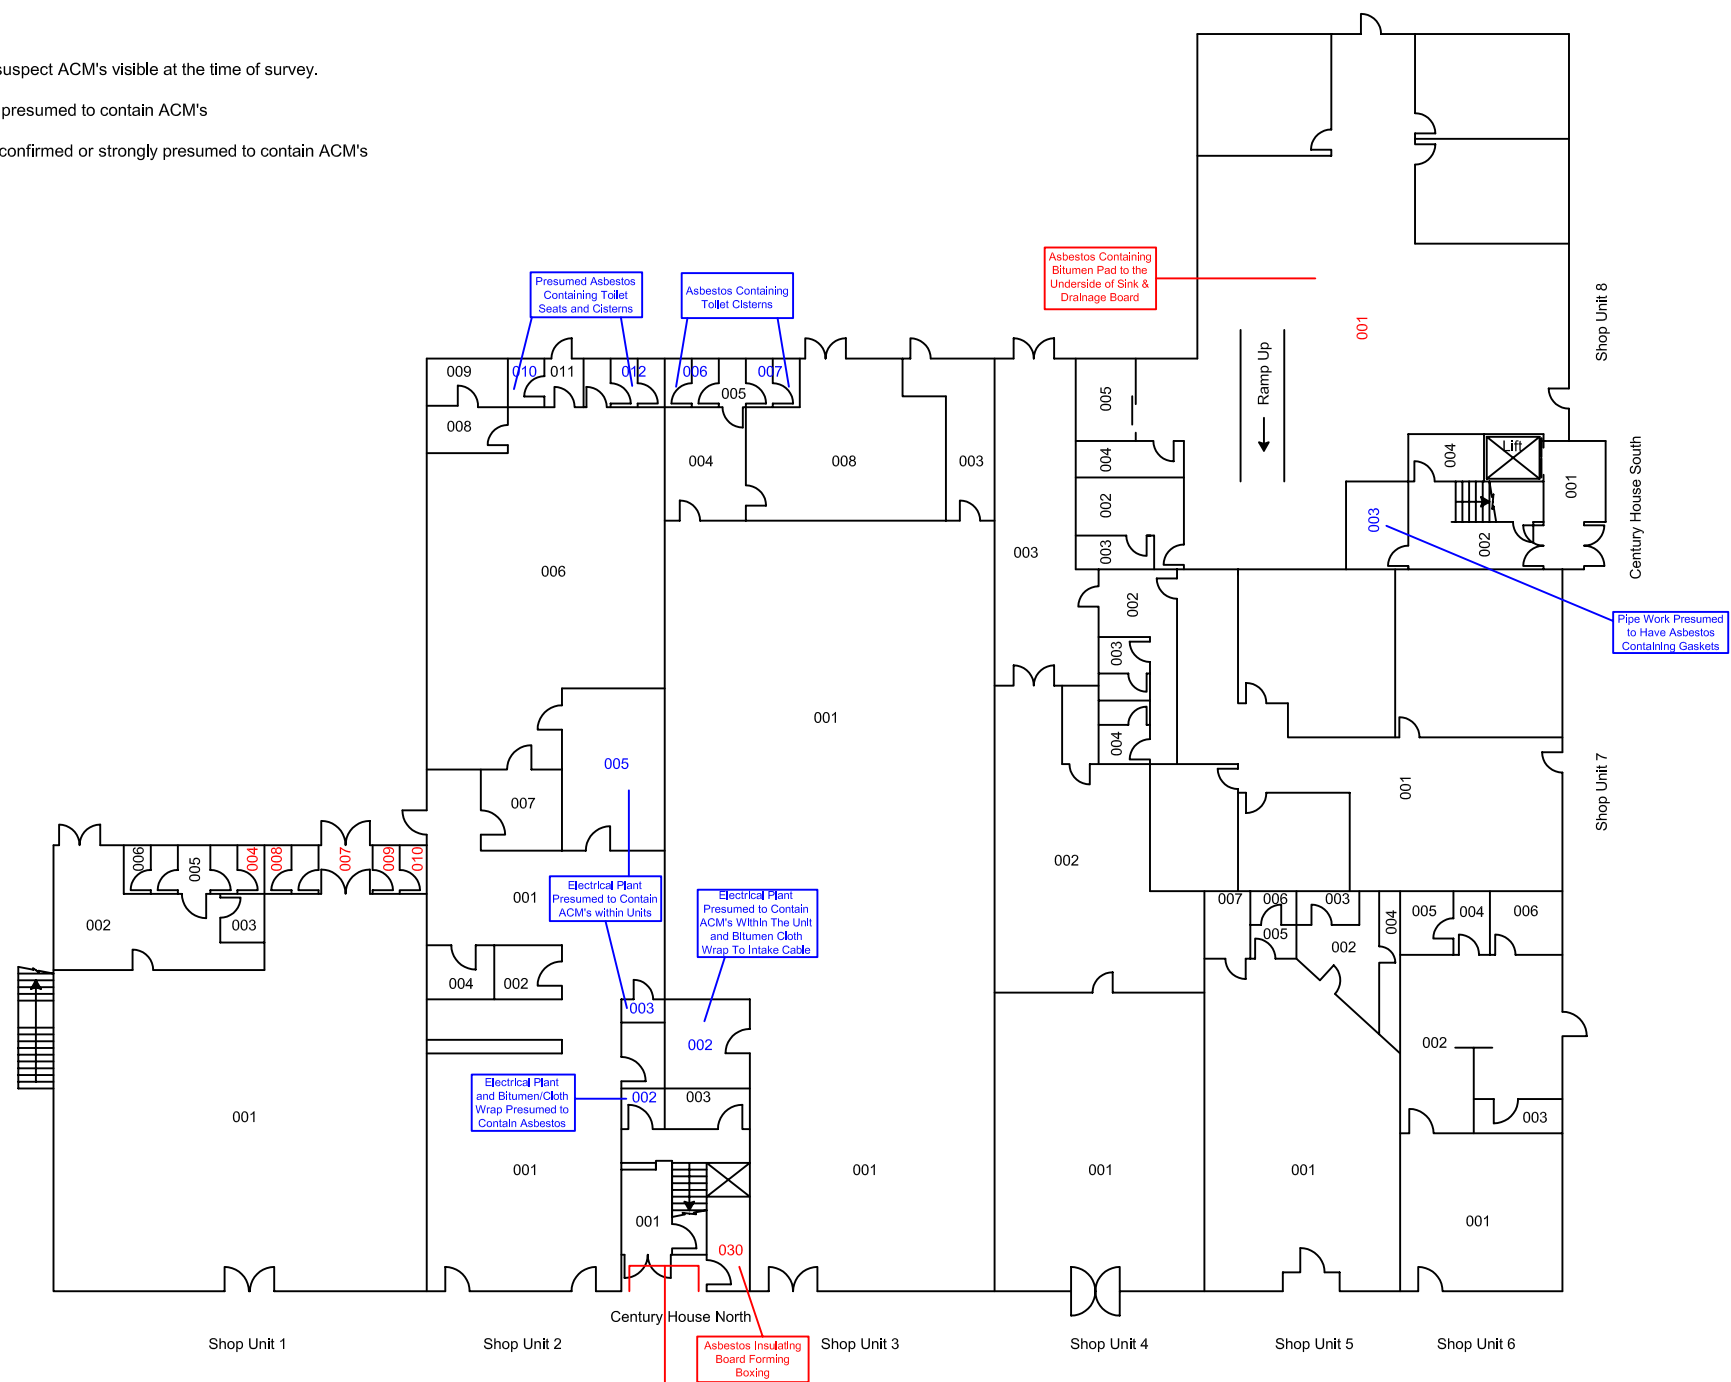 suspect ACM's visible at the time of survey.
presumed to contain ACM's
confirmed or strongly presumed to contain ACM's
Presumed Asbestos
Containing Toilet
Seats and Cisterns
Asbestos Containing
Toilet Cisterns
Asbestos Containing
Bitumen Pad to the
Underside of Sink &
Drainage Board
001
Shop Unit 8
Ramp Up
009
010
011
012
006
007
005
005
008
004
008
003
004
002
003
003
004
Lift
001
003
002
Century House South
Pipe Work Presumed
to Have Asbestos
Containing Gaskets
006
002
003
004
001
005
007
001
Shop Unit 7
002
006
005
004
008
007
009
010
002
003
001
Electrical Plant
Presumed to Contain
ACM's within Units
Electrical Plant
Presumed to Contain
ACM's Within The Unit
and Bitumen Cloth
Wrap To Intake Cable
007
006
003
004
005
002
005
004
006
004
002
003
002
002
Electrical Plant
and Bitumen/Cloth
Wrap Presumed to
Contain Asbestos
002
003
003
001
001
001
001
001
001
001
030
Century House North
Asbestos Insulating
Board Forming
Boxing
Shop Unit 1
Shop Unit 2
Shop Unit 3
Shop Unit 4
Shop Unit 5
Shop Unit 6